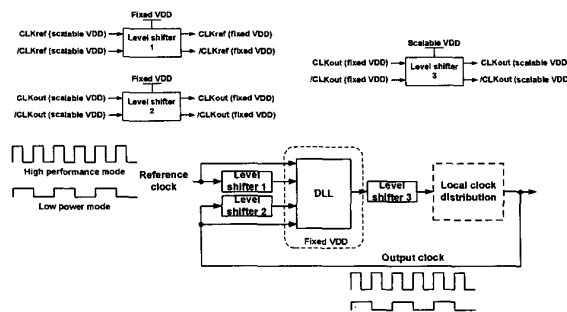 Fixed VDD
CLKref (scalable VDD)
/CLKref (scalable VDD)
Level shifter
1
CLKref (fixed VDD)
/CLKref (fixed VDD)
Fixed VDD
CLKout (scalable VDD)
/CLKout (scalable VDD)
Level shifter
2
CLKout (fixed VDD)
/CLKout (fixed VDD)
Scalable VDD
CLKout (fixed VDD)
/CLKout (fixed VDD)
Level shifter
3
CLKout (scalable VDD)
/CLKout (scalable VDD)
High performance mode
Low power mode
Reference
clock
Level
shifter 1
Level
shifter 2
DLL
Fixed VDD
Level
shifter 3
Local clock
distribution
Output clock